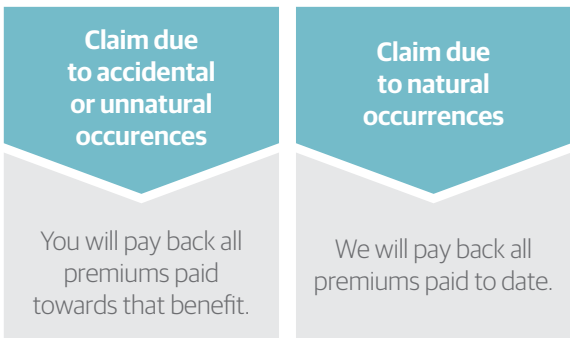 Claim due
to accidental
or unnatural
occurences
You will pay back all
premiums paid
towards that benefit.
Claim due
to natural
occurrences
We will pay back all
premiums paid to date.